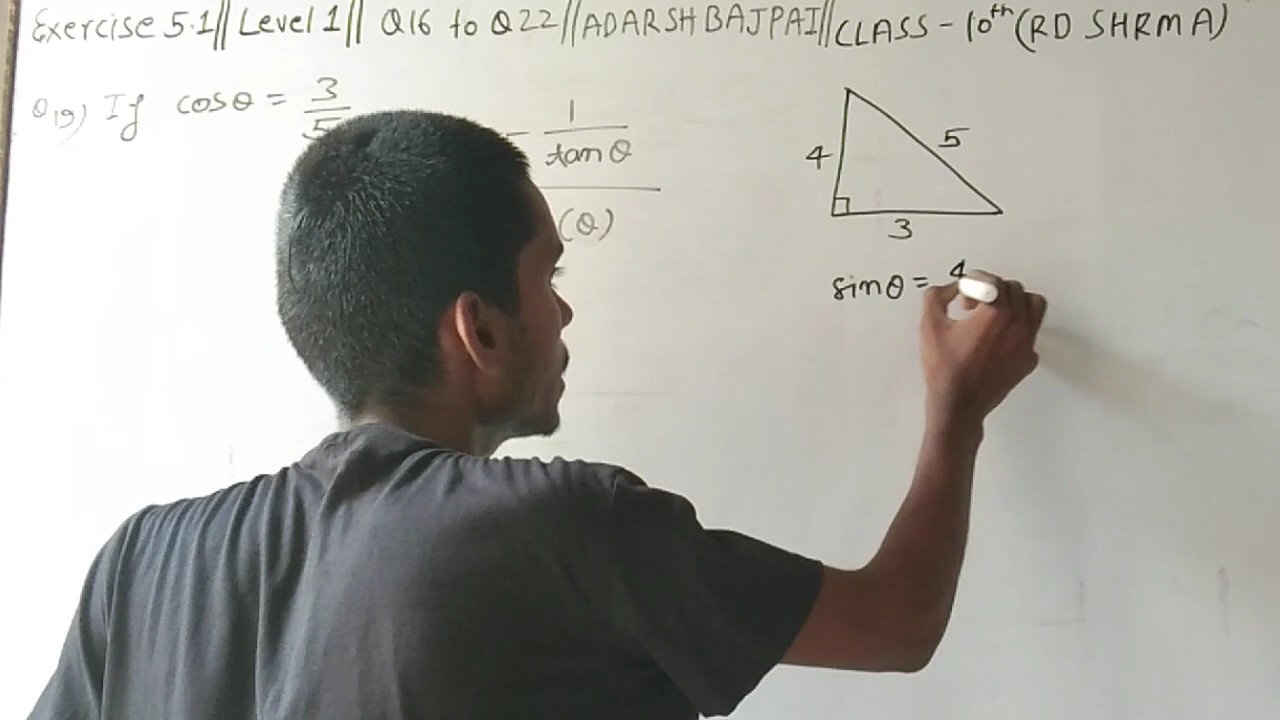 Exercise 5.1|| Level 1|| Q16 to Q22||ADARSH BAJPAI||CLASS - 10th (RD SHRMA)
Q19) If cosθ = 3/5
- 1/tanθ
(θ)
4
5
3
sinθ = 4